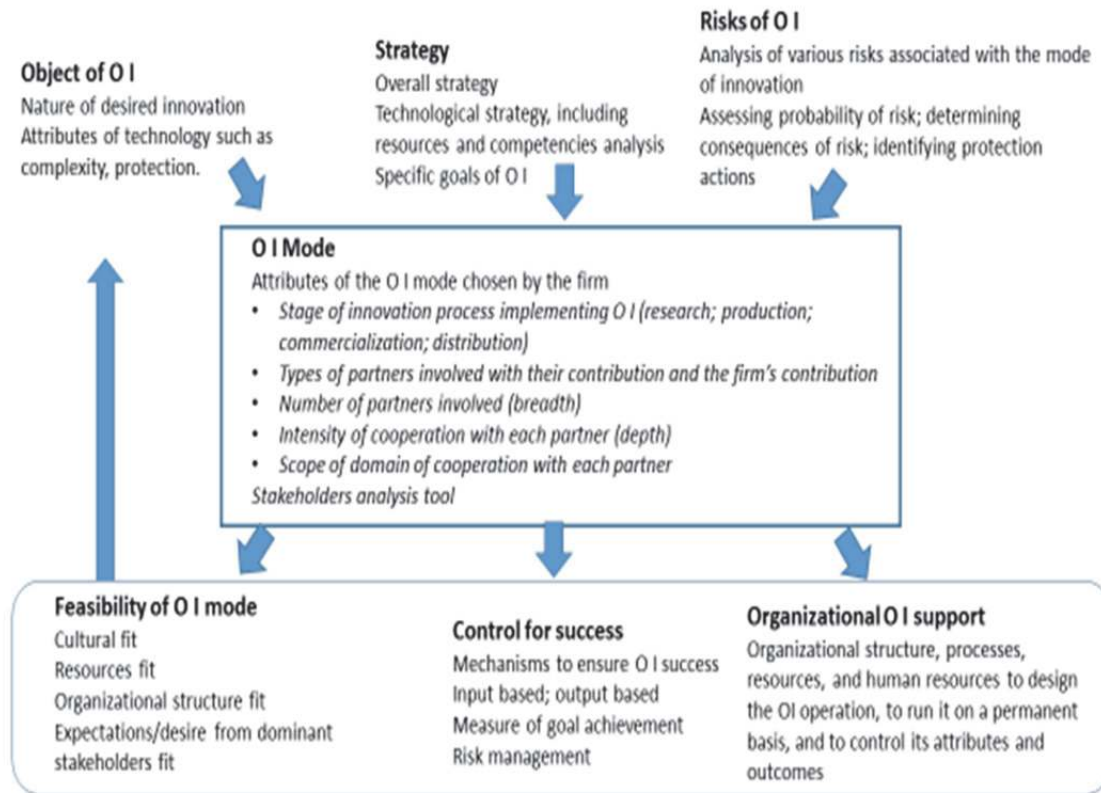 Object of O I
Nature of desired innovation
Attributes of technology such as
complexity, protection.
Strategy
Overall strategy
Technological strategy, including
resources and competencies analysis
Specific goals of O I
Risks of O I
Analysis of various risks associated with the mode
of innovation
Assessing probability of risk; determining
consequences of risk; identifying protection
actions
O I Mode
Attributes of the O I mode chosen by the firm
• Stage of innovation process implementing O I (research; production;
commercialization; distribution)
• Types of partners involved with their contribution and the firm's contribution
• Number of partners involved (breadth)
• Intensity of cooperation with each partner (depth)
• Scope of domain of cooperation with each partner
Stakeholders analysis tool
Feasibility of O I mode
Cultural fit
Resources fit
Organizational structure fit
Expectations/desire from dominant
stakeholders fit
Control for success
Mechanisms to ensure O I success
Input based; output based
Measure of goal achievement
Risk management
Organizational O I support
Organizational structure, processes,
resources, and human resources to design
the OI operation, to run it on a permanent
basis, and to control its attributes and
outcomes